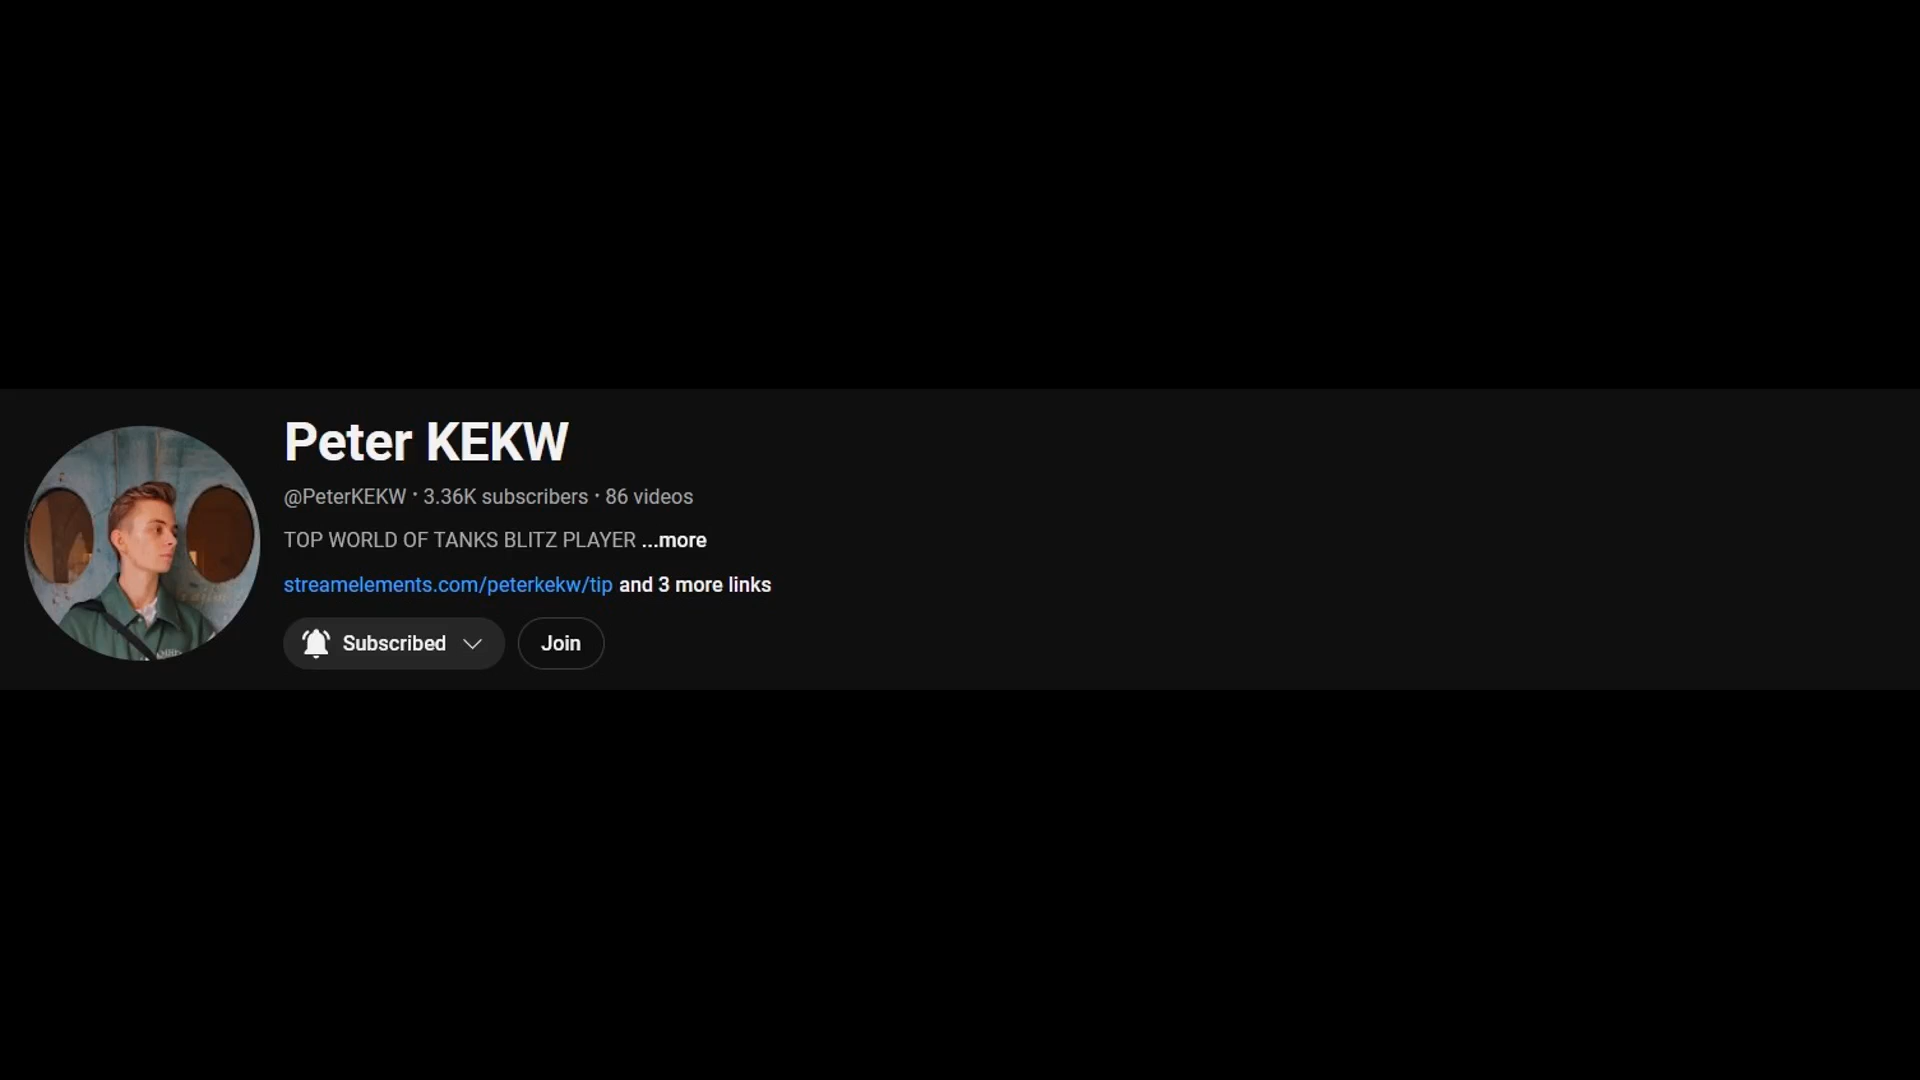 Peter KEKW
@PeterKEKW · 3.36K subscribers · 86 videos
TOP WORLD OF TANKS BLITZ PLAYER ...more
streamelements.com/peterkekw/tip and 3 more links
Subscribed
Join